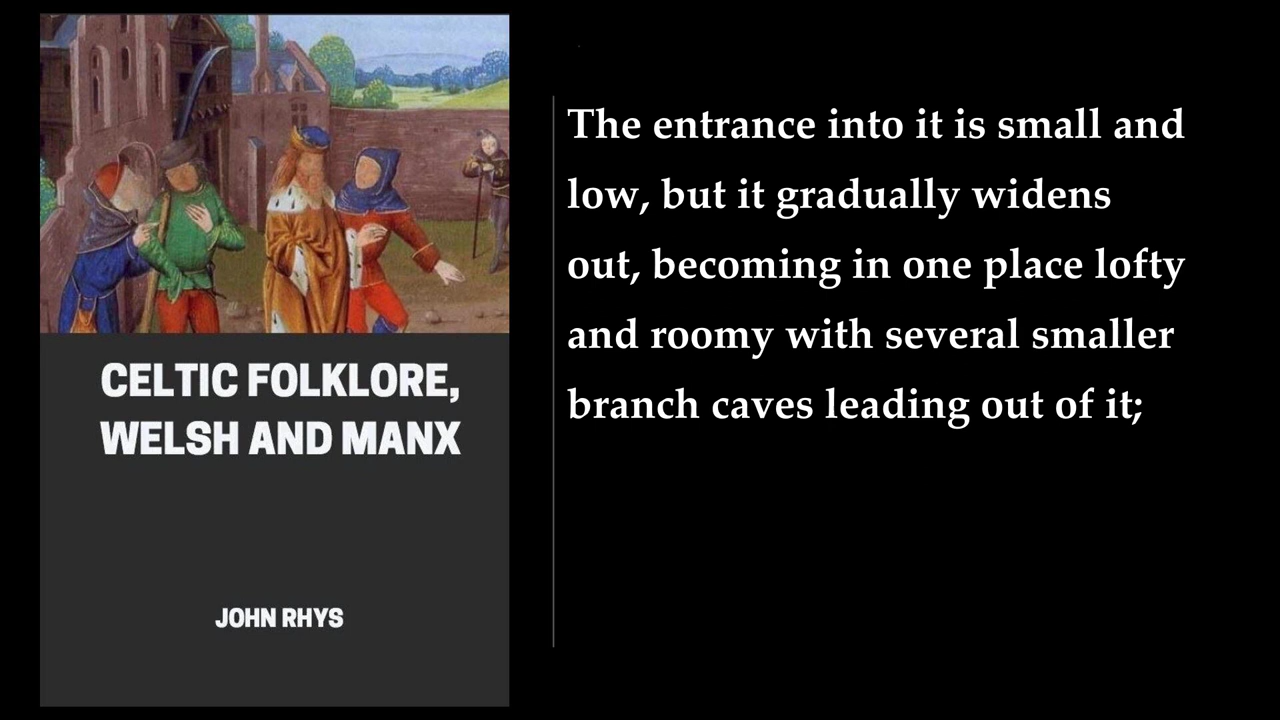 CELTIC FOLKLORE,
WELSH AND MANX
JOHN RHYS
The entrance into it is small and
low, but it gradually widens
out, becoming in one place lofty
and roomy with several smaller
branch caves leading out of it;